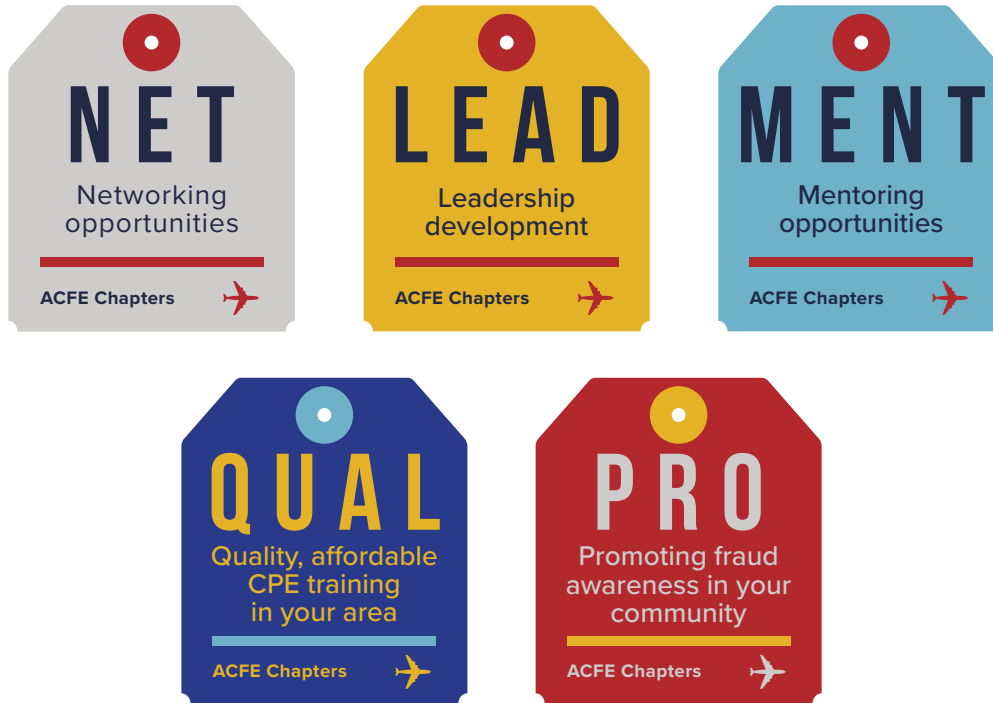 NET
Networking
opportunities
ACFE Chapters
LEAD
Leadership
development
ACFE Chapters
MENT
Mentoring
opportunities
ACFE Chapters
QUAL
Quality, affordable
CPE training
in your area
ACFE Chapters
PRO
Promoting fraud
awareness in your
community
ACFE Chapters